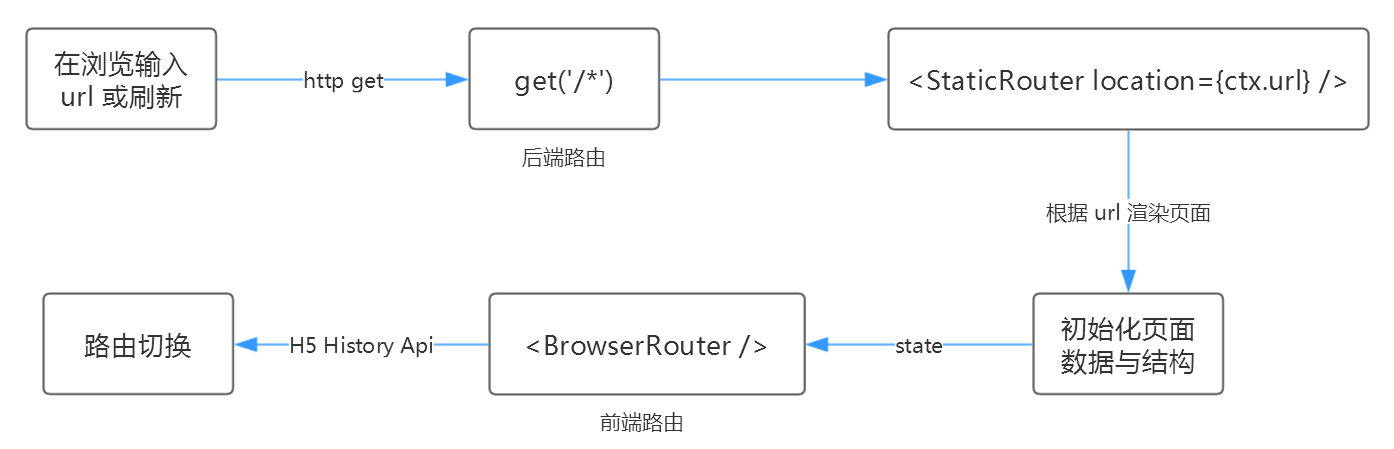 在浏览输入
url 或刷新
http get
get('/*')
<StaticRouter location={ctx.url} />
后端路由
根据 url 渲染页面
路由切换
H5 History Api
<BrowserRouter />
state
初始化页面
数据与结构
前端路由